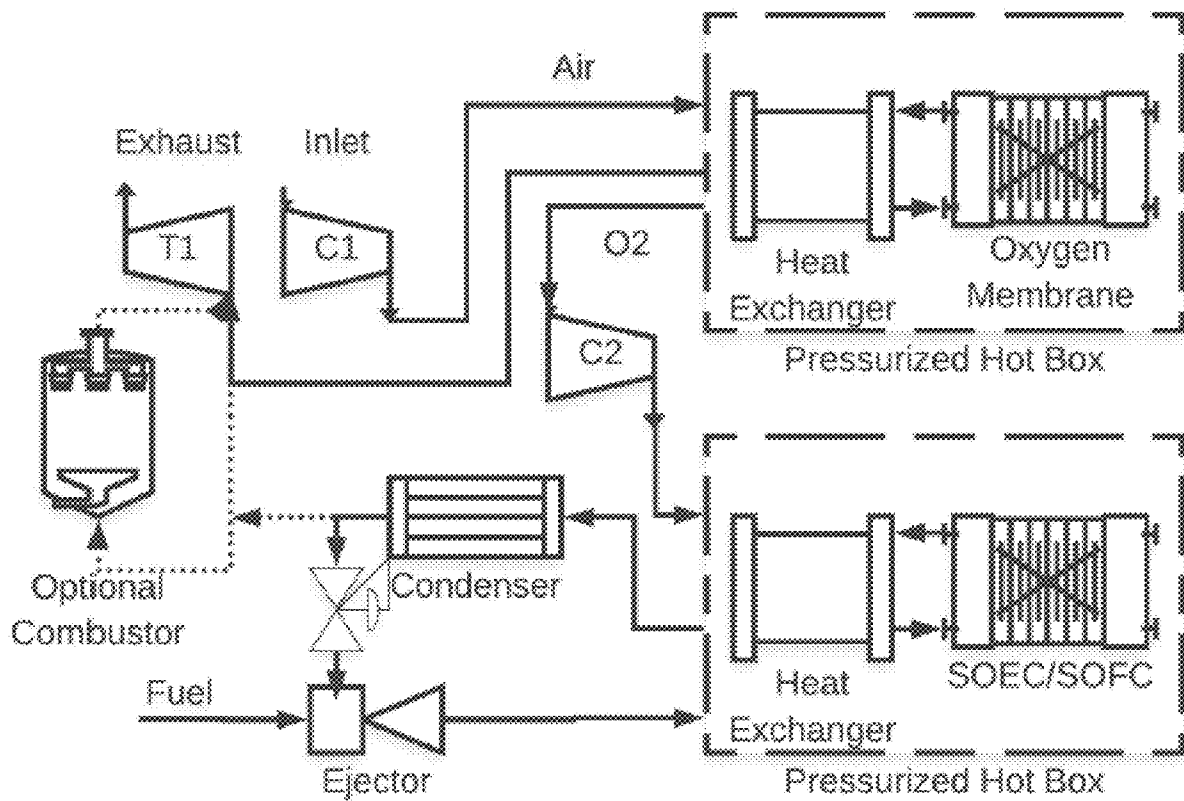 Air
Exhaust
Inlet
T1
C1
O2
Heat
Exchanger
Oxygen
Membrane
Pressurized Hot Box
C2
Optional
Combustor
Condenser
Fuel
Ejector
Heat
Exchanger
SOEC/SOFC
Pressurized Hot Box